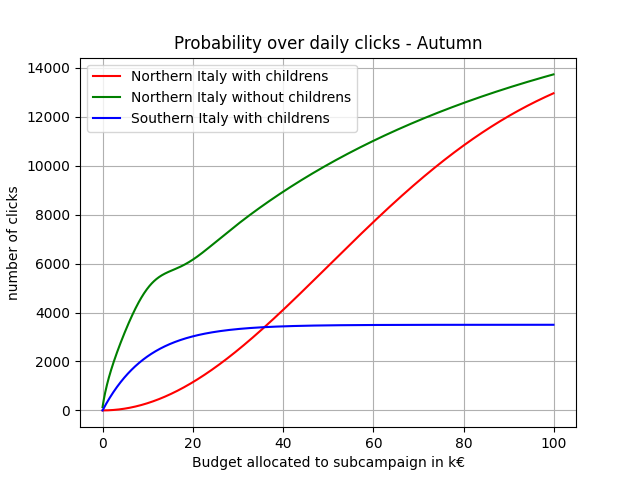 Probability over daily clicks - Autumn
Northern Italy with childrens
Northern Italy without childrens
Southern Italy with childrens
number of clicks
14000
12000
10000
8000
6000
4000
2000
0
0 20 40 60 80 100
Budget allocated to subcampaign in k€